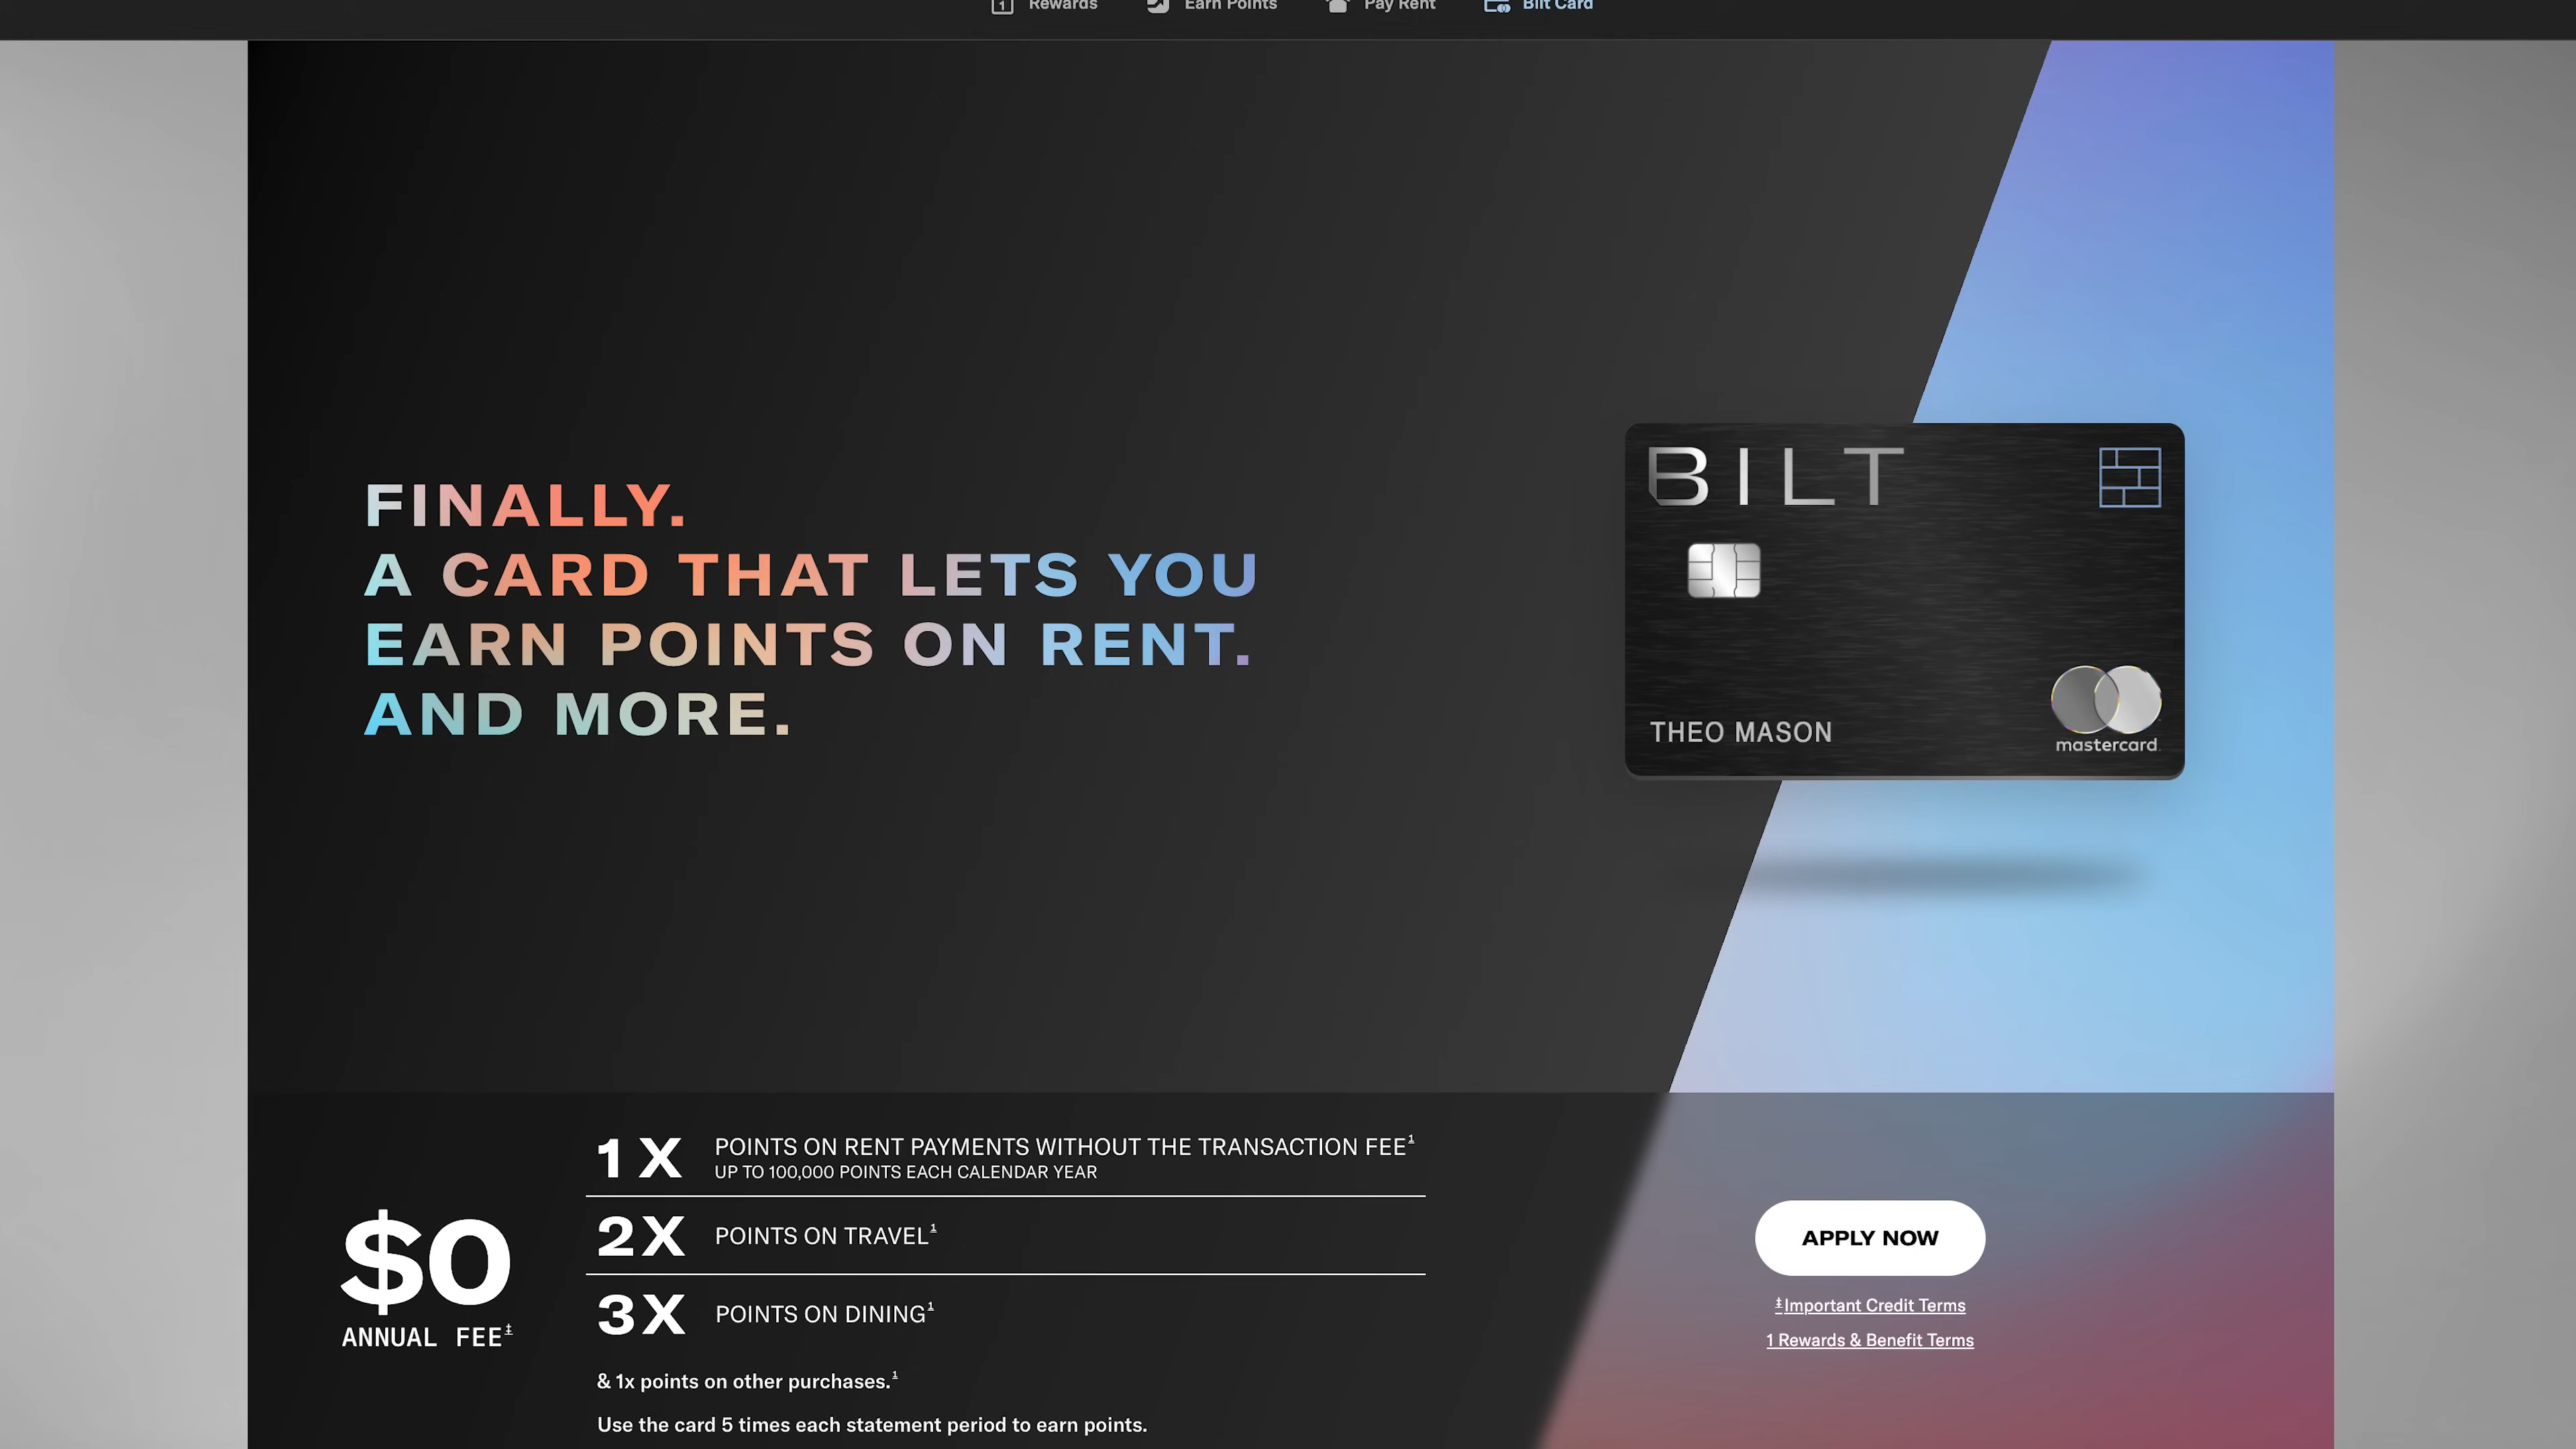 1 Rewards
Earn Points
Pay Rent
Bilt Card
FINALLY.
A CARD THAT LETS YOU
EARN POINTS ON RENT.
AND MORE.
BILT
THEO MASON
mastercard
$0
ANNUAL FEE‡
1X POINTS ON RENT PAYMENTS WITHOUT THE TRANSACTION FEE1
UP TO 100,000 POINTS EACH CALENDAR YEAR
2X POINTS ON TRAVEL1
3X POINTS ON DINING1
& 1x points on other purchases.1
Use the card 5 times each statement period to earn points.
APPLY NOW
‡Important Credit Terms
1 Rewards & Benefit Terms